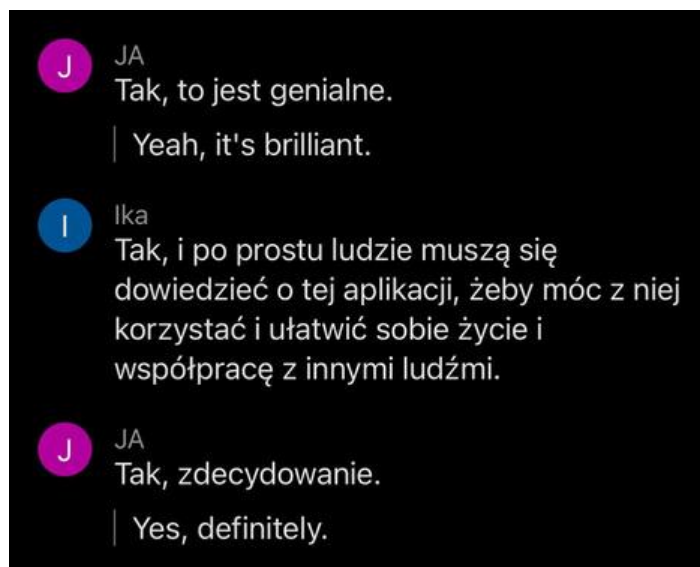 J
JA
Tak, to jest genialne.
Yeah, it's brilliant.
I
Ika
Tak, i po prostu ludzie muszą się
dowiedzieć o tej aplikacji, żeby móc z niej
korzystać i ułatwić sobie życie i
współpracę z innymi ludźmi.
J
JA
Tak, zdecydowanie.
Yes, definitely.